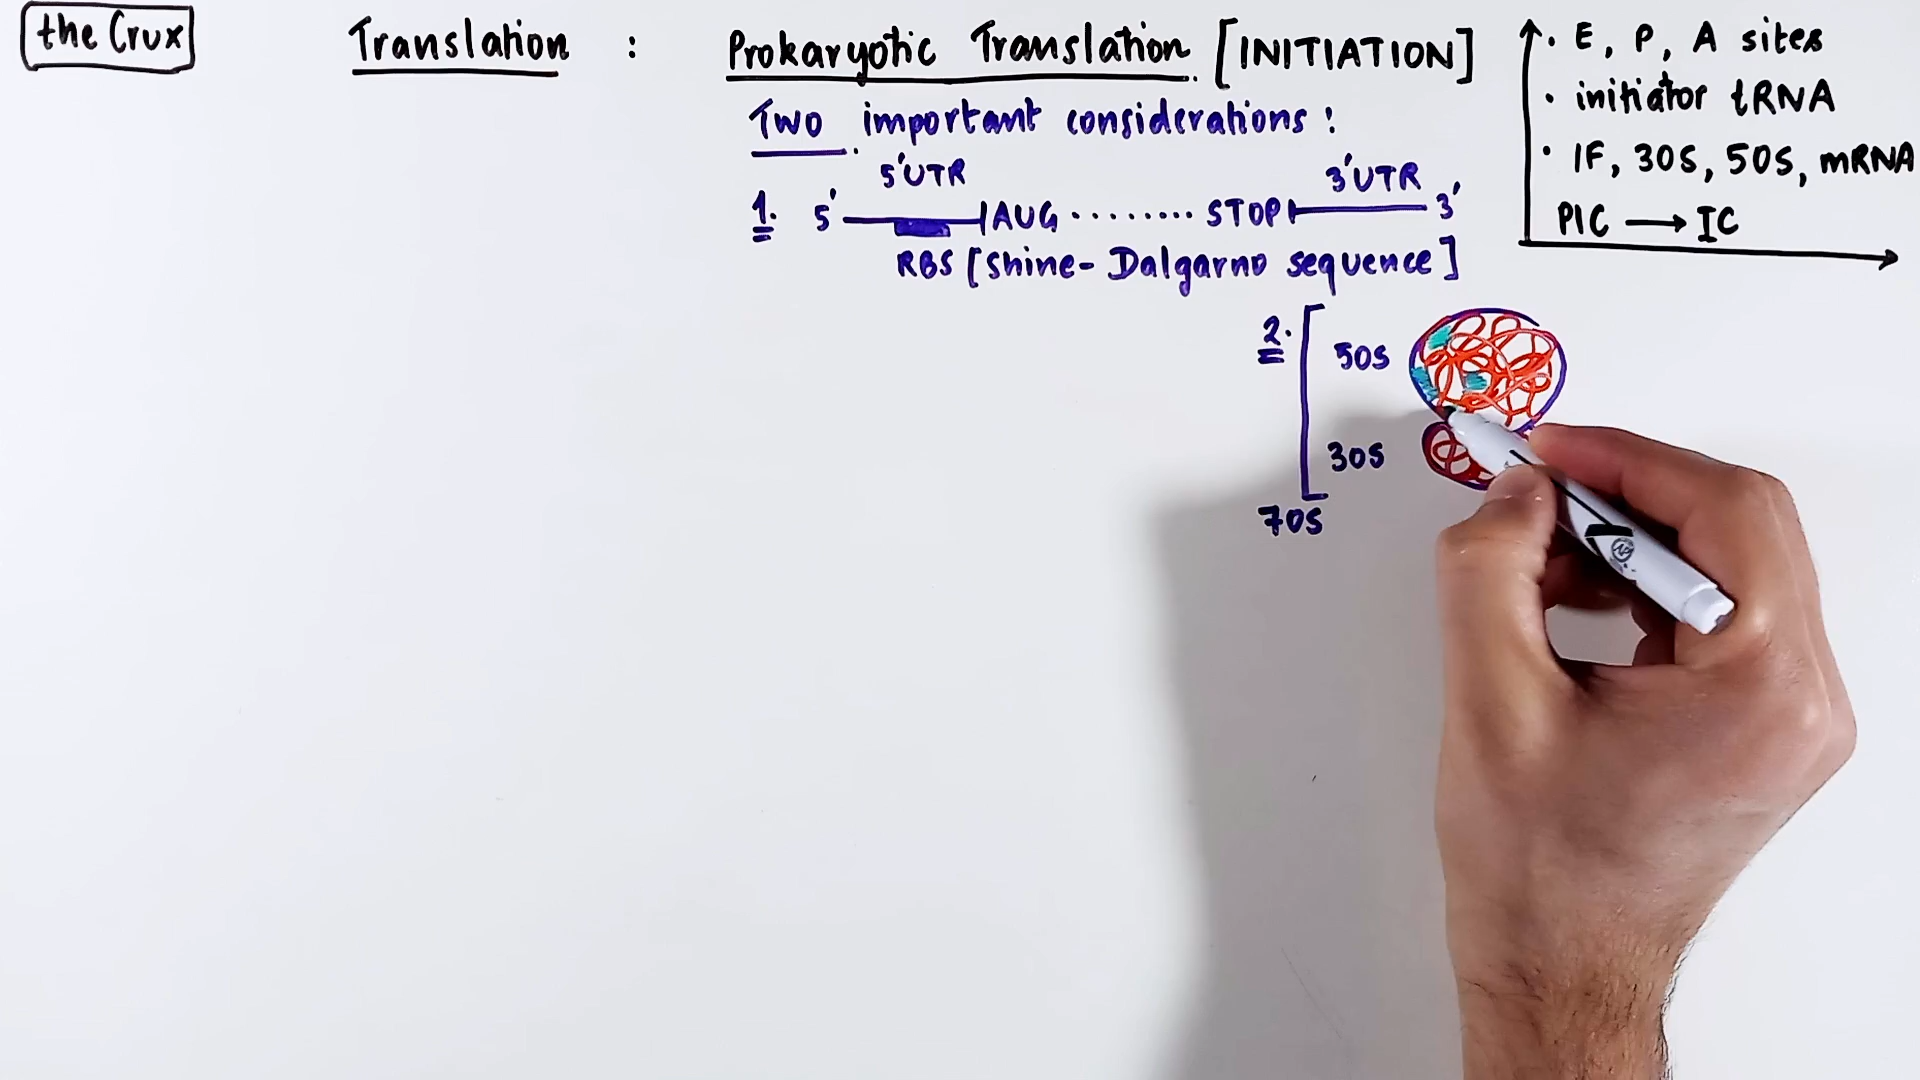 the Crux
Translation : Prokaryotic Translation [INITIATION]
Two important considerations :
1. 5' 5'UTR AUG ........ STOP 3'UTR 3'
RBS [Shine-Dalgarno sequence]
2. 50S
30S
70S
• E, P, A sites
• initiator tRNA
• IF, 30S, 50S, mRNA
PIC → IC